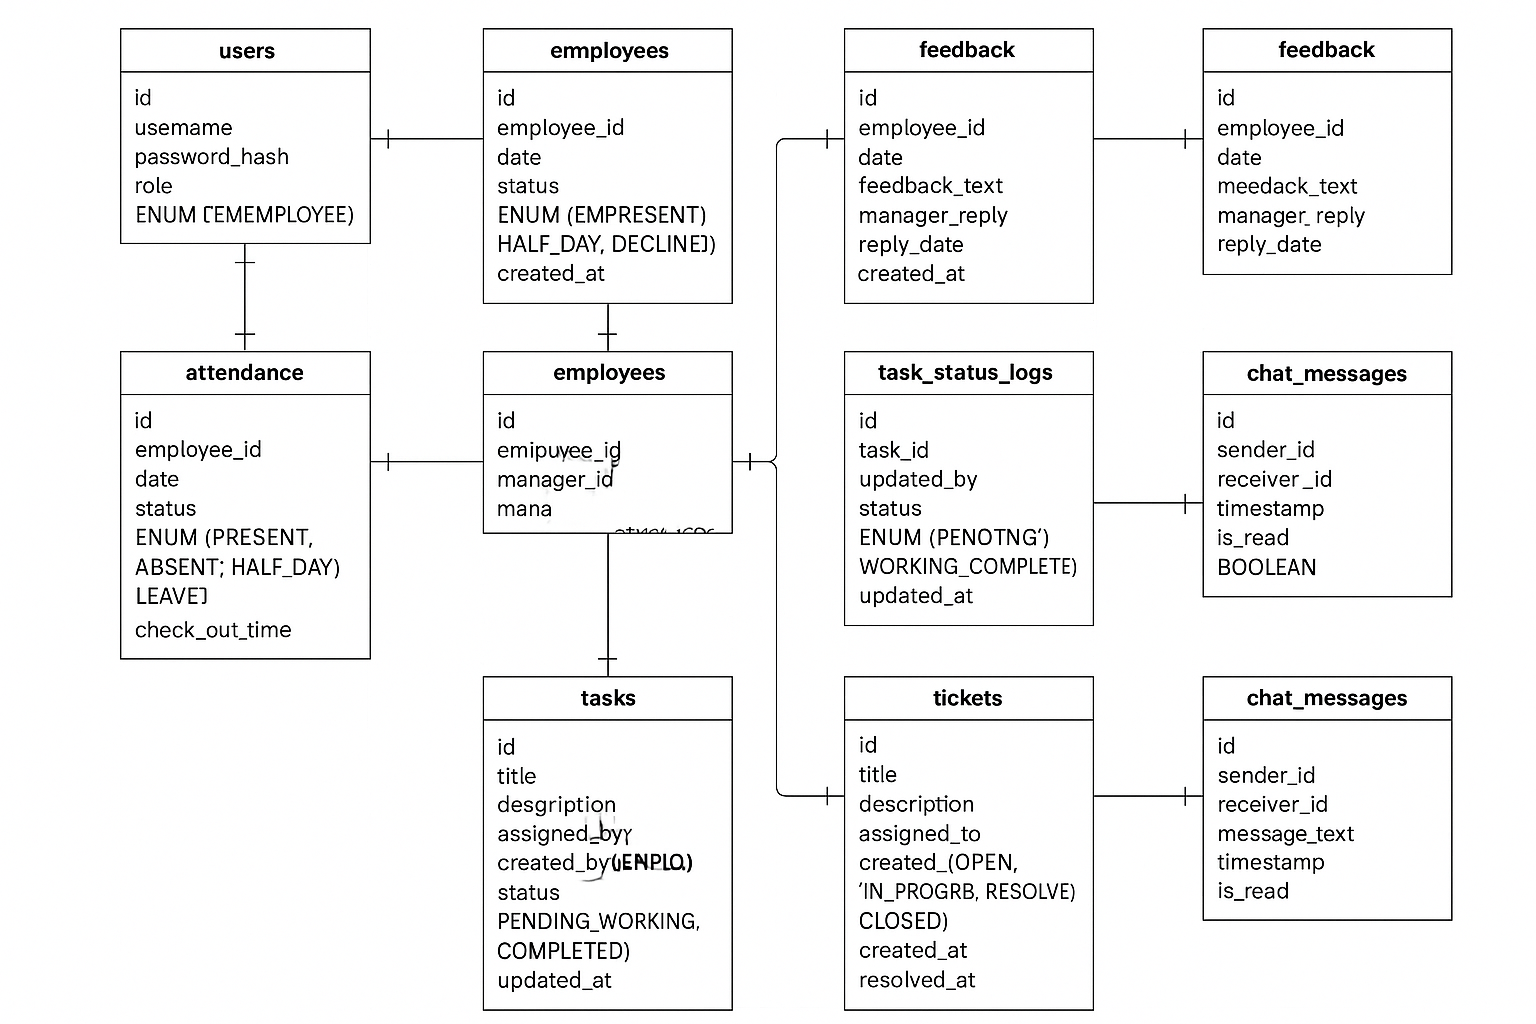 users
id
usemame
password_hash
role
ENUM ['EMEMPLOYEE)
employees
id
employee_id
date
status
ENUM (EMPRESENT)
HALF_DAY, DECLINE])
created_at
feedback
id
employee_id
date
feedback_text
manager_reply
reply_date
created_at
feedback
id
employee_id
date
meedack_text
manager_ reply
reply_date
attendance
id
employee_id
date
status
ENUM (PRESENT,
ABSENT; HALF_DAY)
LEAVE]
check_out_time
employees
id
emipuyee_id
manager_id
mana
task_status_logs
id
task_id
updated_by
status
ENUM (PENOTNG')
WORKING_COMPLETE)
updated_at
chat_messages
id
sender_id
receiver_id
timestamp
is_read
BOOLEAN
tasks
id
title
desgription
assigned_by
created_by
status
PENDING_WORKING,
COMPLETED)
updated_at
tickets
id
title
description
assigned_to
created_(OPEN,
'IN_PROGRB, RESOLVE)
CLOSED)
created_at
resolved_at
chat_messages
id
sender_id
receiver_id
message_text
timestamp
is_read